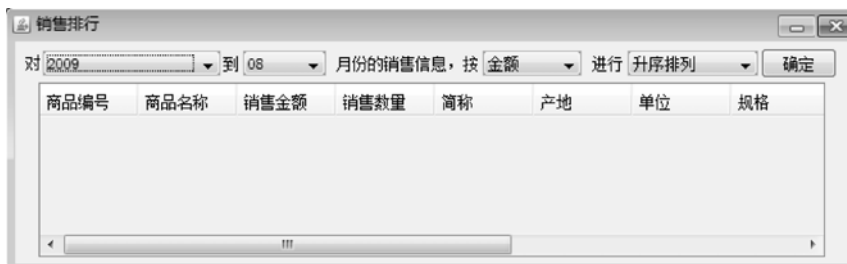 销售排行
对 2009 到 08 月份的销售信息，按 金额 进行 升序排列 确定
商品编号 商品名称 销售金额 销售数量 简称 产地 单位 规格